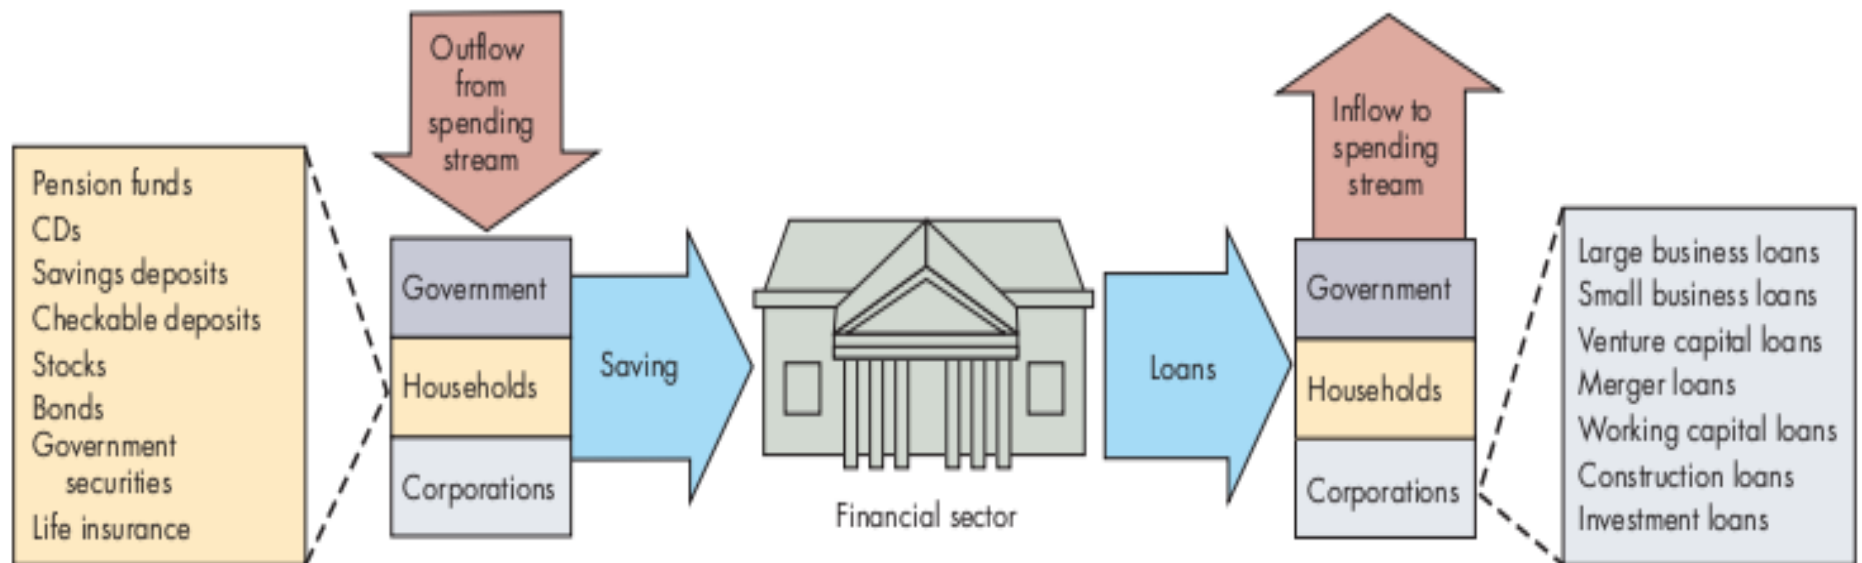 Outflow
from
spending
stream
Pension funds
CDs
Savings deposits
Checkable deposits
Stocks
Bonds
Government
securities
Life insurance
Government
Households
Corporations
Saving
Financial sector
Loans
Inflow to
spending
stream
Government
Households
Corporations
Large business loans
Small business loans
Venture capital loans
Merger loans
Working capital loans
Construction loans
Investment loans